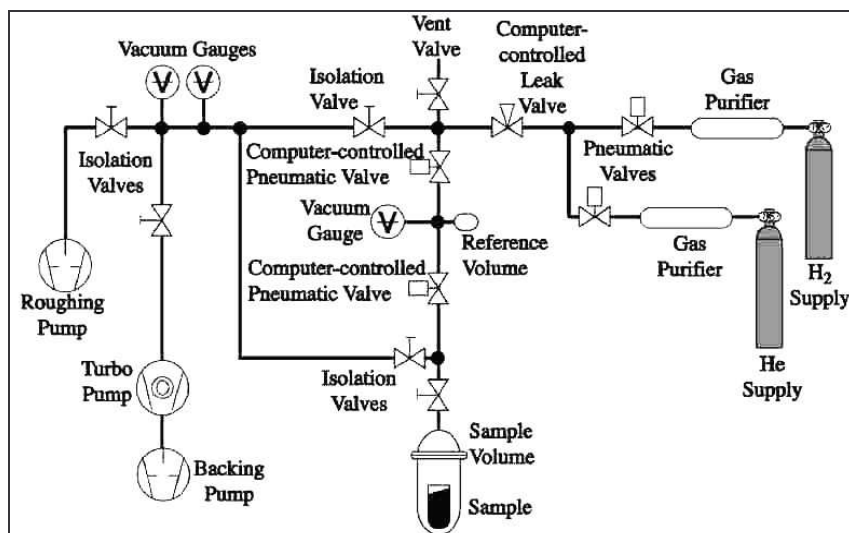 Vent
Valve
Computer-
controlled
Leak
Valve
Vacuum Gauges
Isolation
Valve
Gas
Purifier
Isolation
Valves
Computer-controlled
Pneumatic Valve
Pneumatic
Valves
Vacuum
Gauge
Reference
Volume
Gas
Purifier
Computer-controlled
Pneumatic Valve
Roughing
Pump
H2
Supply
Turbo
Pump
Isolation
Valves
He
Supply
Backing
Pump
Sample
Volume
Sample